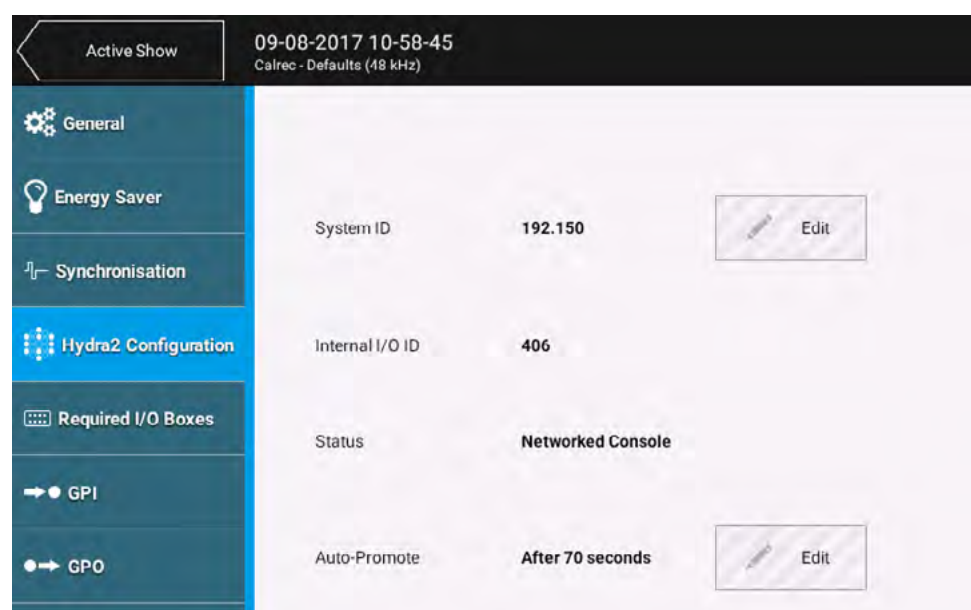 Active Show
09-08-2017 10-58-45
Calrec - Defaults (48 kHz)
General
Energy Saver
Synchronisation
Hydra2 Configuration
Required I/O Boxes
GPI
GPO
System ID 192.150 Edit
Internal I/O ID 406
Status Networked Console
Auto-Promote After 70 seconds Edit